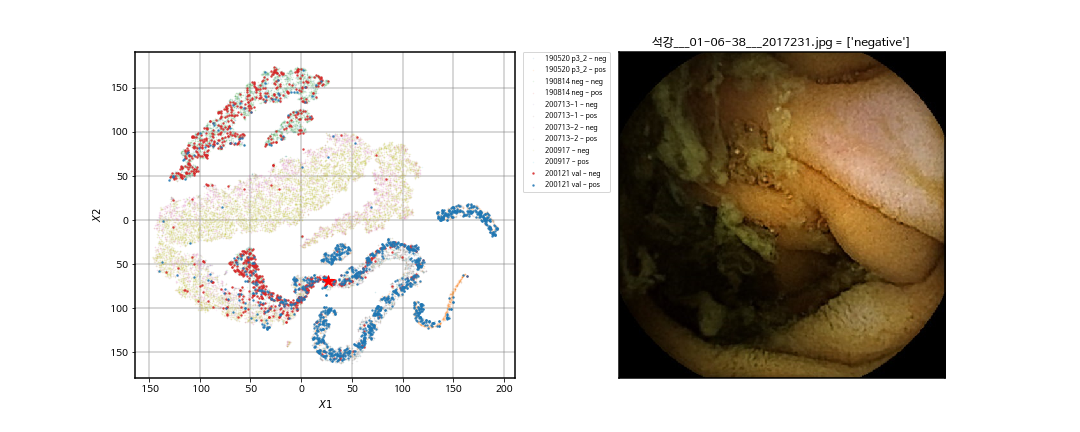 석강___01-06-38___2017231.jpg = ['negative']
190520 p3_2 - neg
190520 p3_2 - pos
190814 neg - neg
190814 neg - pos
200713-1 - neg
200713-1 - pos
200713-2 - neg
200713-2 - pos
200917 - neg
200917 - pos
200121 val - neg
200121 val - pos
X2
150
100
50
0
50
100
150
150 100 50 0 50 100 150 200
X1